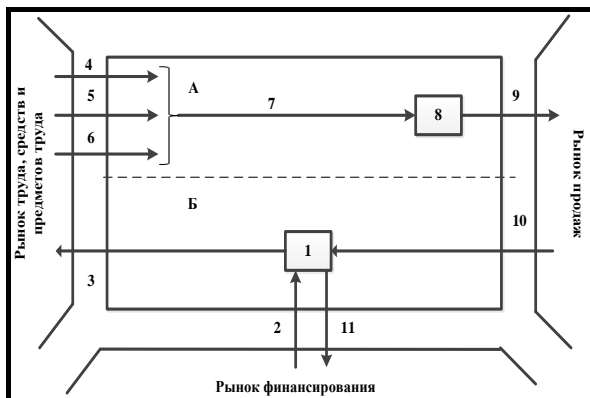 4
А
5
7
8
9
6
Рынок труда, средств и
предметов труда
Рынок продаж
Б
10
1
3
2
11
Рынок финансирования